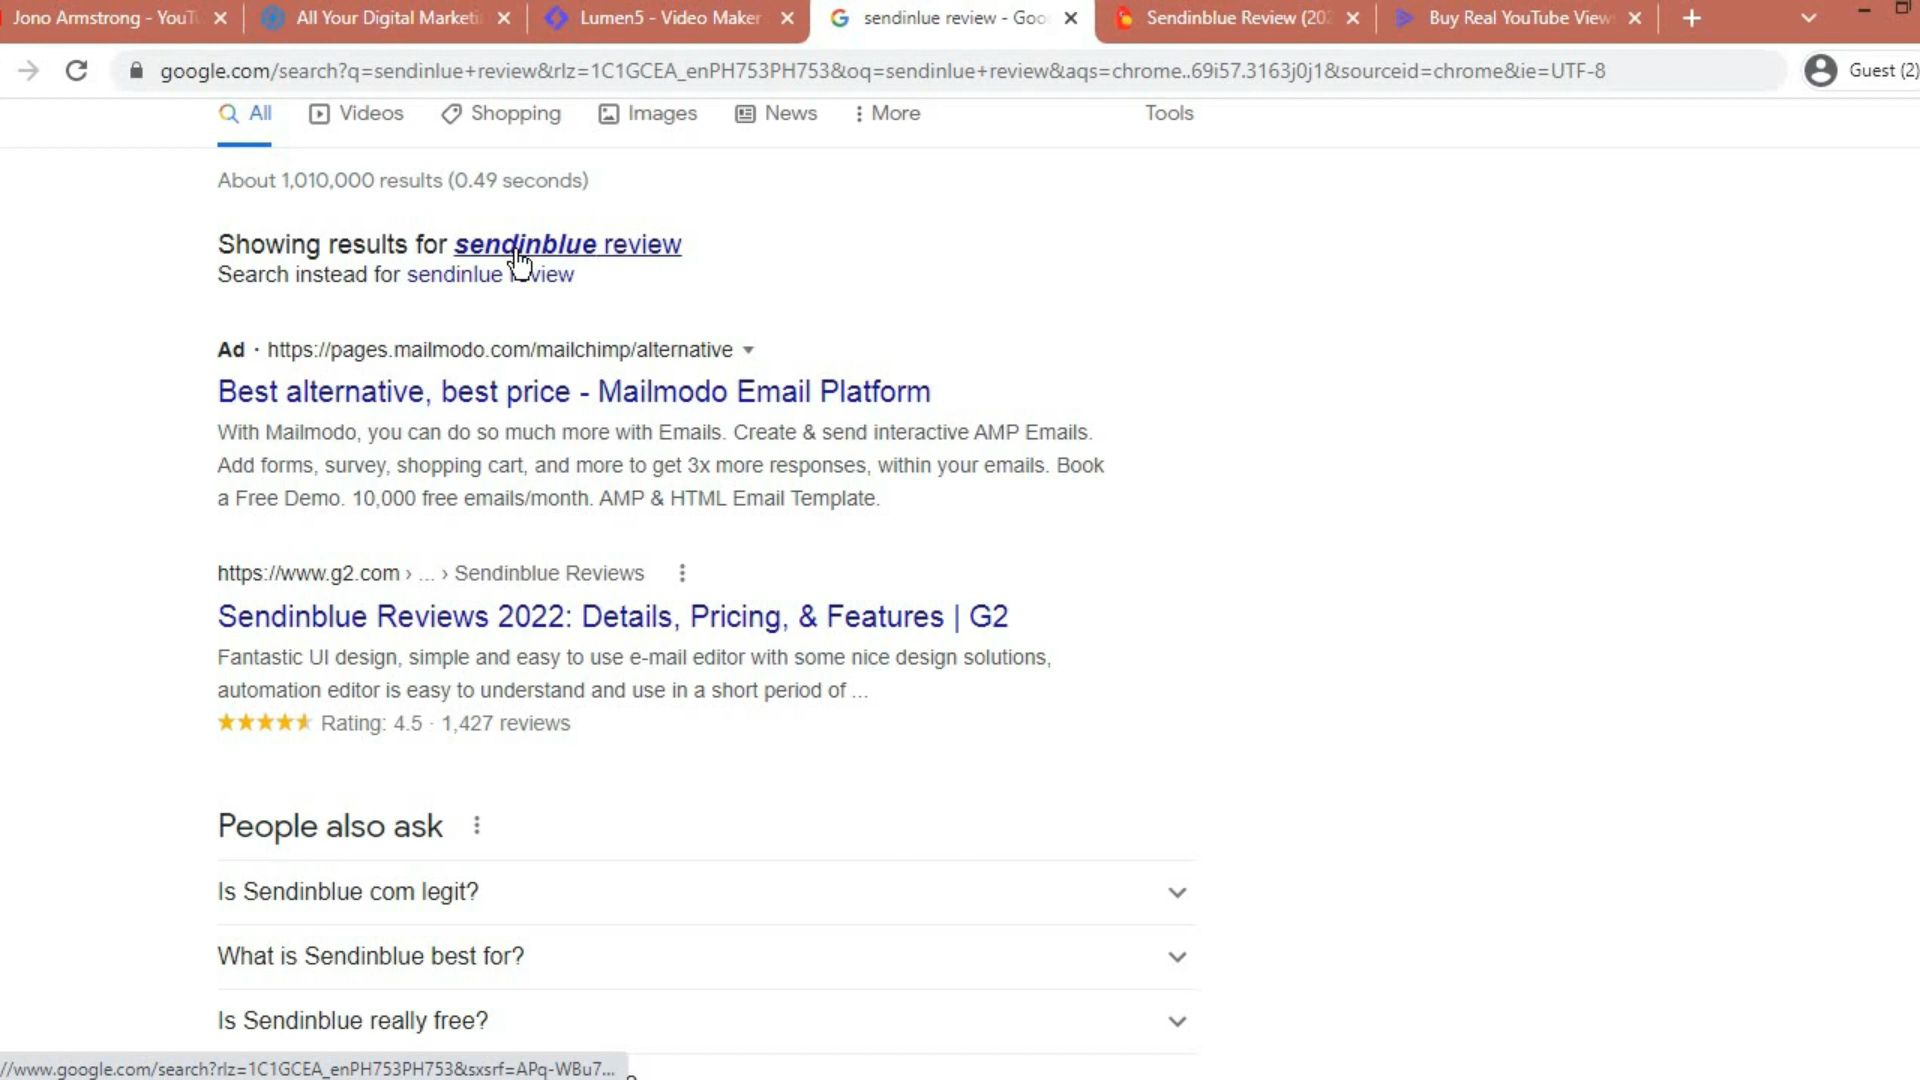 Jono Armstrong - YouT
All Your Digital Marketi
Lumen5 - Video Maker
sendinlue review - Goo
Sendinblue Review (202
Buy Real YouTube View
google.com/search?q=sendinlue+review&rlz=1C1GCEA_enPH753PH753&oq=sendinlue+review&aqs=chrome..69i57.3163j0j1&sourceid=chrome&ie=UTF-8
Guest (2)
All
Videos
Shopping
Images
News
More
Tools
About 1,010,000 results (0.49 seconds)
Showing results for sendinblue review
Search instead for sendinlue review
Ad · https://pages.mailmodo.com/mailchimp/alternative
Best alternative, best price - Mailmodo Email Platform
With Mailmodo, you can do so much more with Emails. Create & send interactive AMP Emails.
Add forms, survey, shopping cart, and more to get 3x more responses, within your emails. Book
a Free Demo. 10,000 free emails/month. AMP & HTML Email Template.
https://www.g2.com › ... › Sendinblue Reviews
Sendinblue Reviews 2022: Details, Pricing, & Features | G2
Fantastic UI design, simple and easy to use e-mail editor with some nice design solutions,
automation editor is easy to understand and use in a short period of ...
Rating: 4.5 · 1,427 reviews
People also ask
Is Sendinblue com legit?
What is Sendinblue best for?
Is Sendinblue really free?
//www.google.com/search?rlz=1C1GCEA_enPH753PH753&sxsrf=APq-WBu7...